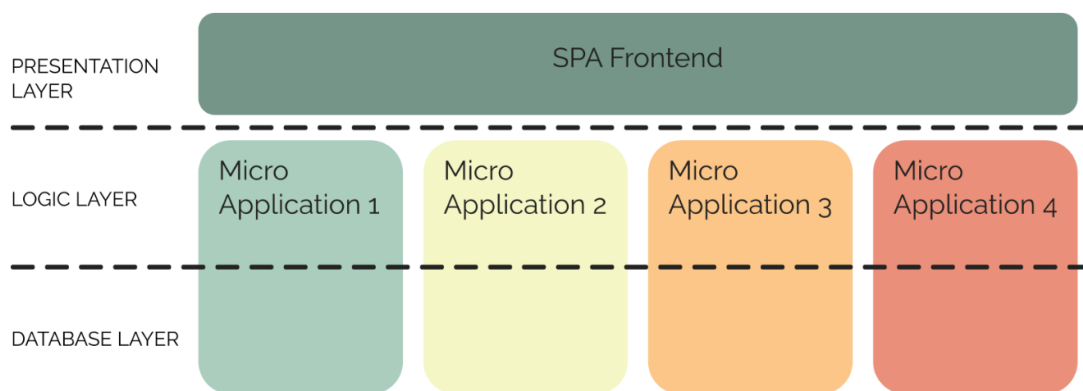 SPA Frontend
PRESENTATION
LAYER
Micro
Application 1
Micro
Application 2
Micro
Application 3
Micro
Application 4
LOGIC LAYER
DATABASE LAYER